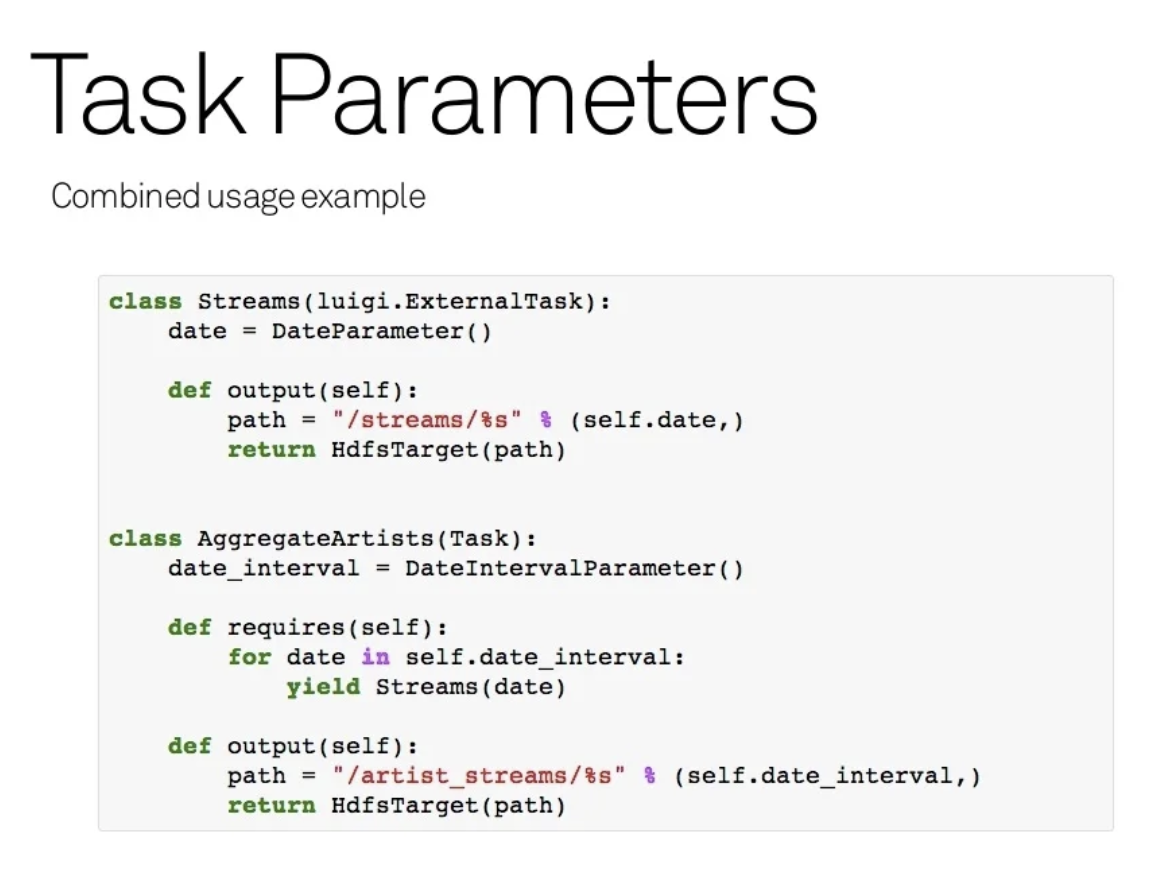 Task Parameters
Combined usage example
class Streams(luigi.ExternalTask):
    date = DateParameter()
    def output(self):
        path = "/streams/%s" % (self.date,)
        return HdfsTarget(path)
class AggregateArtists(Task):
    date_interval = DateIntervalParameter()
    def requires(self):
        for date in self.date_interval:
            yield Streams(date)
    def output(self):
        path = "/artist_streams/%s" % (self.date_interval,)
        return HdfsTarget(path)